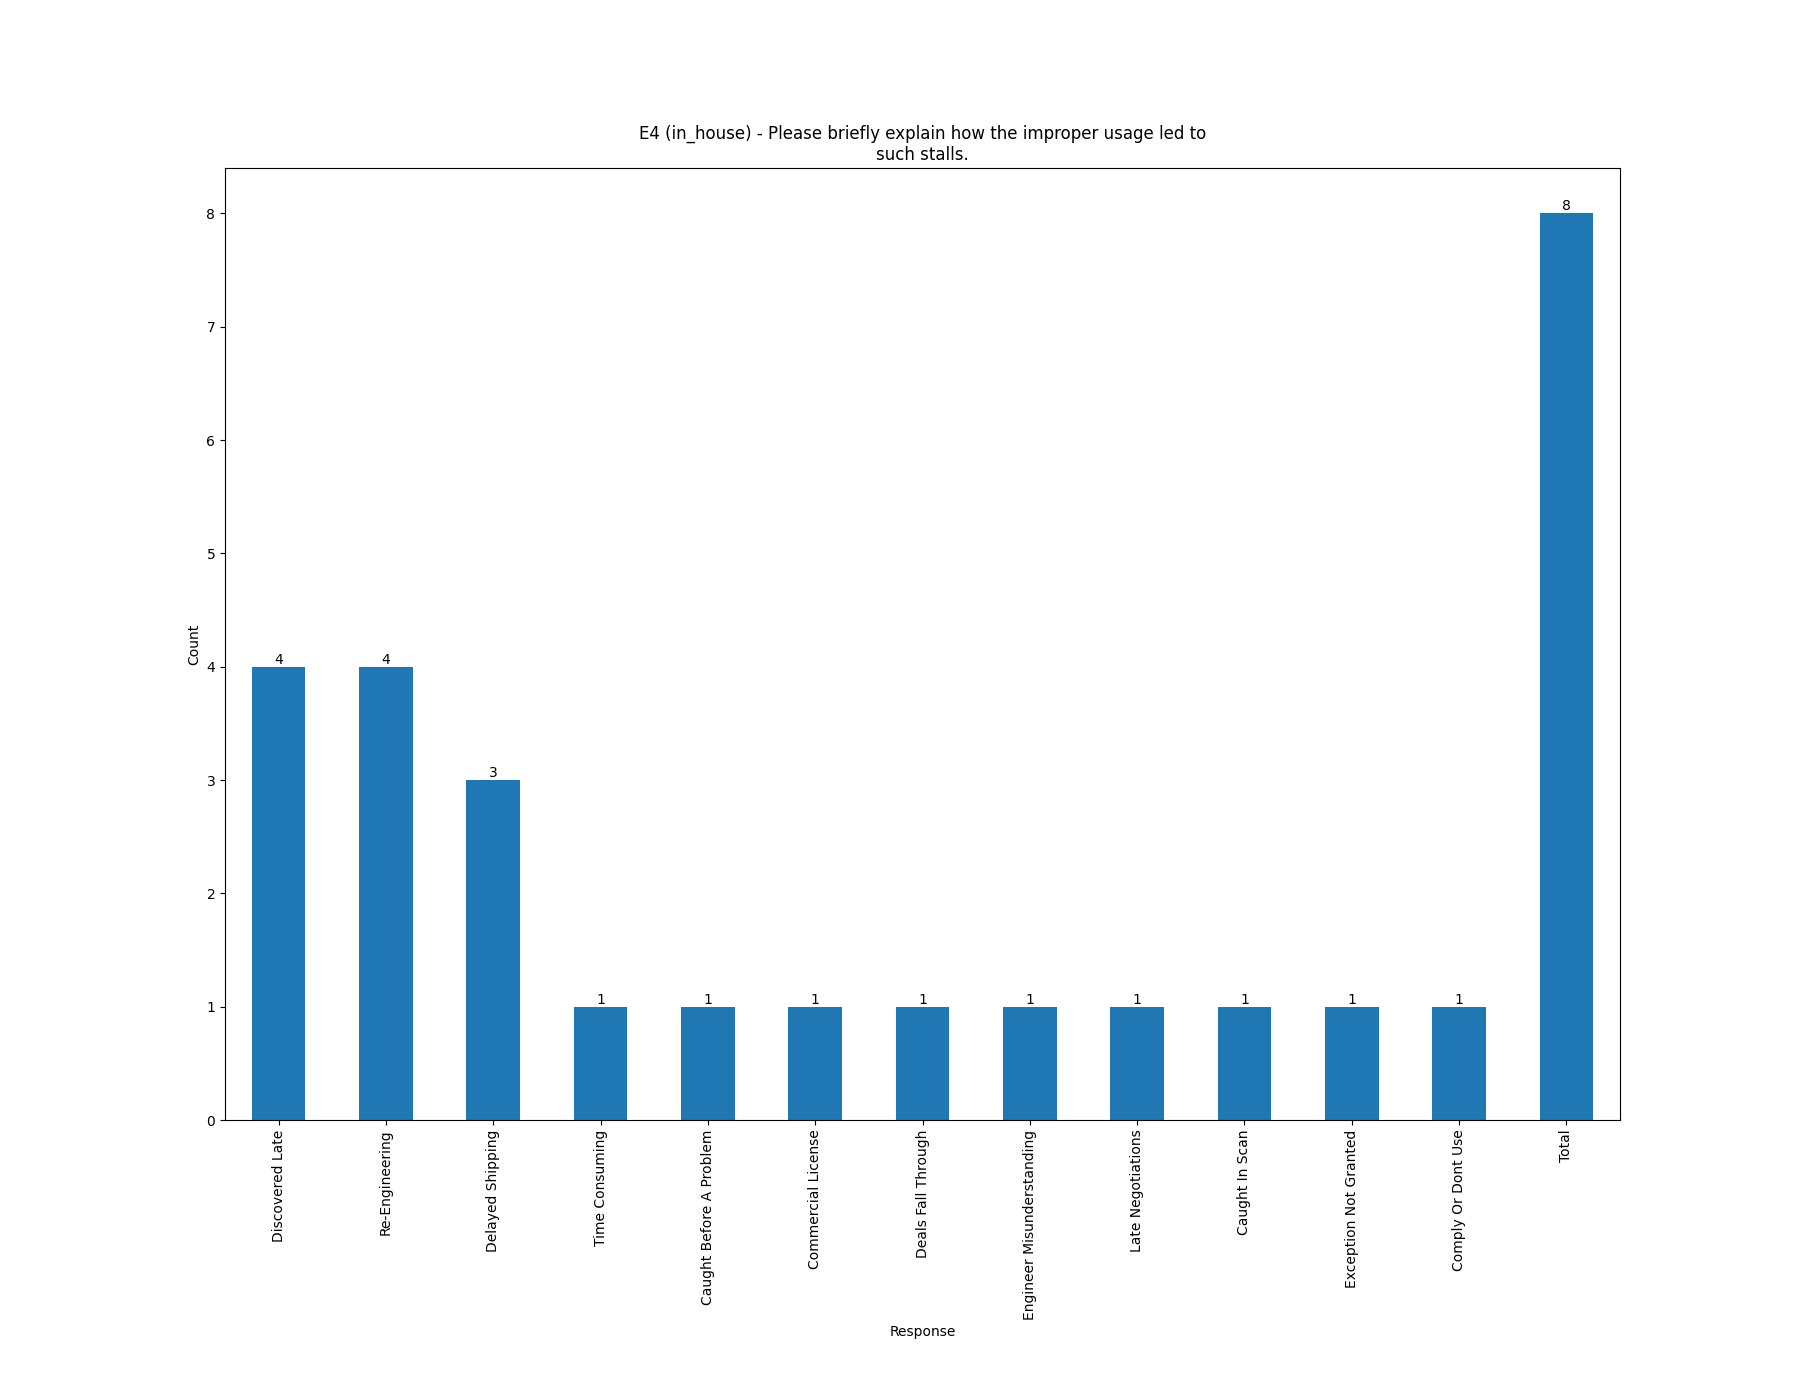 E4 (in_house) - Please briefly explain how the improper usage led to
such stalls.
Count
8
7
6
5
4
3
2
1
0
4
4
3
1
1
1
1
1
1
1
1
1
8
Discovered Late
Re-Engineering
Delayed Shipping
Time Consuming
Caught Before A Problem
Commercial License
Deals Fall Through
Engineer Misunderstanding
Late Negotiations
Caught In Scan
Exception Not Granted
Comply Or Dont Use
Total
Response